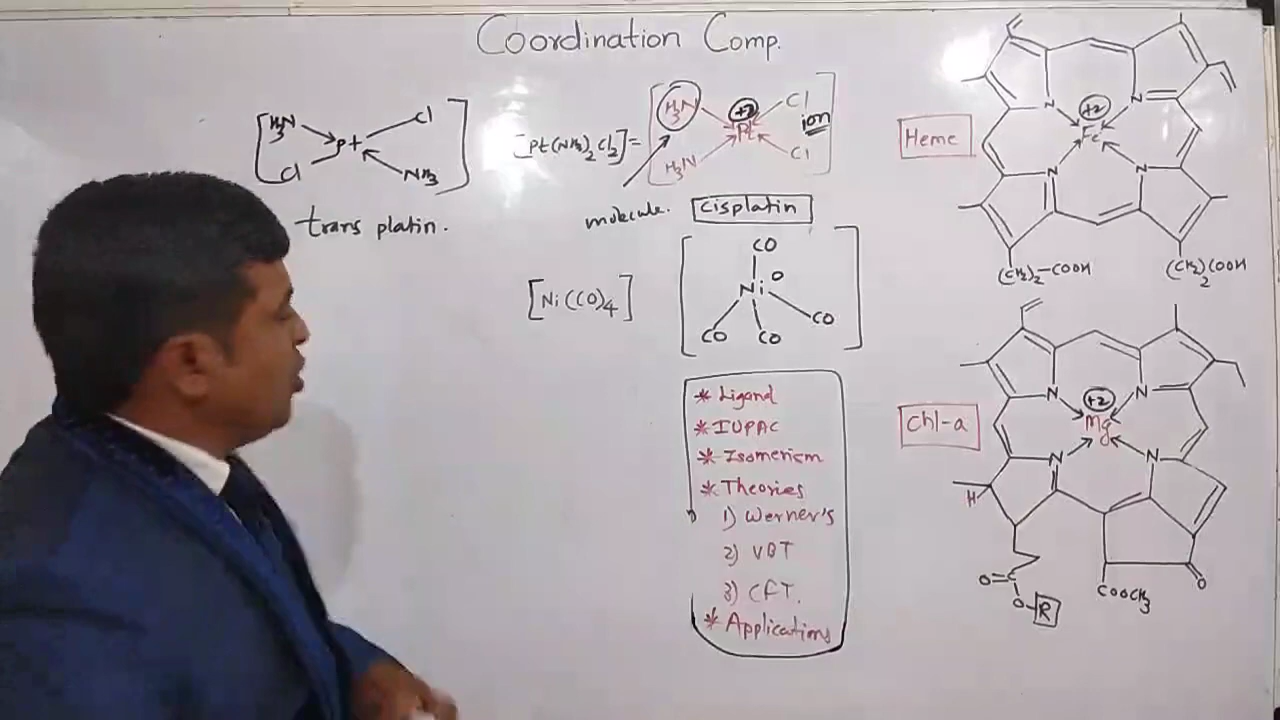 Coordination Comp.
H₃N
Pt
Cl
Cl
NH₃
trans platin.
[Pt(NH₃)₂Cl₂]=
H₃N
+2
Pt
Cl
ion
H₃N
Cl
molecule.
cisplatin
[Ni(CO)₄]
CO
Ni⁰
CO
CO
CO
* Ligand
* IUPAC
* Isomerism
* Theories
1) Werner's
2) VBT
3) CFT.
* Applications
Heme
N
N
+2
Fe
N
N
(CH₂)₂-COOH
(CH₂)₂COOH
Chl-a
N
N
+2
Mg
N
N
H
O=C
O-R
COOCH₃
O